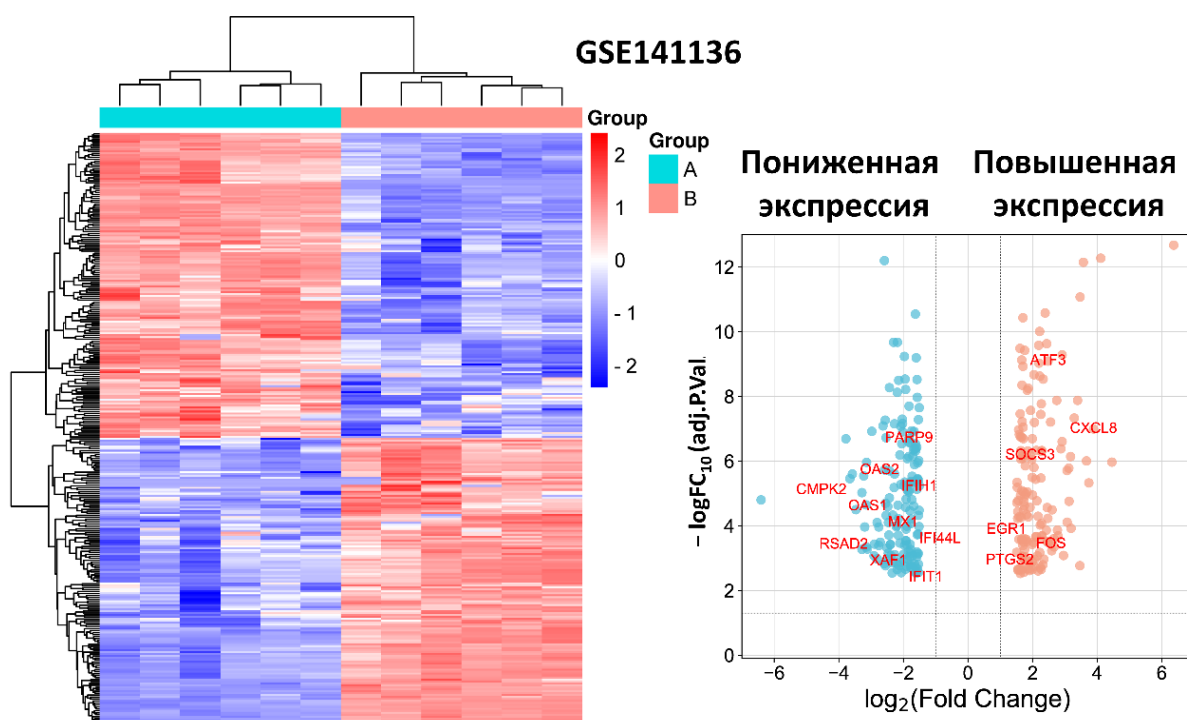 GSE141136
Group
Group
A
B
2
1
0
- 1
- 2
Пониженная
экспрессия
Повышенная
экспрессия
12
10
8
6
4
2
0
− logFC10 (adj.P.Val.
ATF3
CXCL8
PARP9
SOCS3
OAS2
IFIH1
CMPK2
OAS1
MX1
EGR1
IFI44L
RSAD2
FOS
XAF1
PTGS2
IFIT1
−6
−4
−2
0
2
4
6
log2(Fold Change)